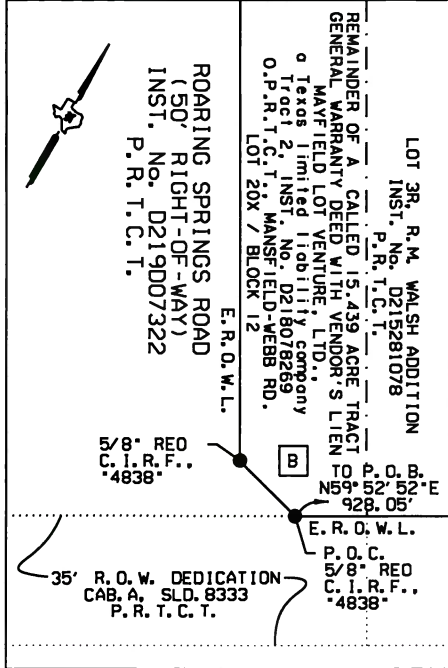 LOT 3R, R.M. WALSH ADDITION
INST. No. D215281078
P.R.T.C.T.
REMAINDER OF A CALLED 15.439 ACRE TRACT
GENERAL WARRANTY DEED WITH VENDOR'S LIEN
MAYFIELD LOT VENTURE, LTD.,
a Texas limited liability company
Tract 2, INST. No. D218078269
O.P.R.T.C.T., MANSFIELD-WEBB RD.
LOT 20X / BLOCK 12
E.R.O.W.L.
ROARING SPRINGS ROAD
(50' RIGHT-OF-WAY)
INST. No. D219D07322
P.R.T.C.T.
5/8" REO
C.I.R.F.,
"4838"
B
TO P.O.B.
N59°52'52"E
928.05'
E.R.O.W.L.
P.O.C.
5/8" REO
C.I.R.F.,
"4838"
35' R.O.W. DEDICATION
CAB.A, SLD.8333
P.R.T.C.T.